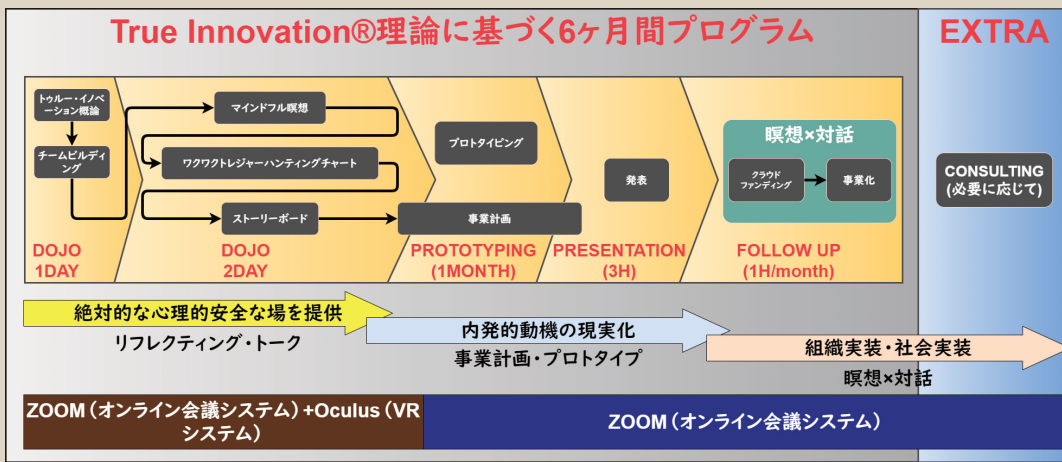 True Innovation®理論に基づく6ヶ月間プログラム
EXTRA
トゥルー・イノベ
ーション概論
チームビルディ
ング
マインドフル瞑想
ワクワクトレジャーハンティングチャート
ストーリーボード
プロトタイピング
事業計画
発表
瞑想×対話
クラウド
ファンディング
事業化
CONSULTING
(必要に応じて)
DOJO
1DAY
DOJO
2DAY
PROTOTYPING
(1MONTH)
PRESENTATION
(3H)
FOLLOW UP
(1H/month)
絶対的な心理的安全な場を提供
リフレクティング・トーク
内発的動機の現実化
事業計画・プロトタイプ
組織実装・社会実装
瞑想×対話
ZOOM（オンライン会議システム）+Oculus（VR
システム）
ZOOM（オンライン会議システム）